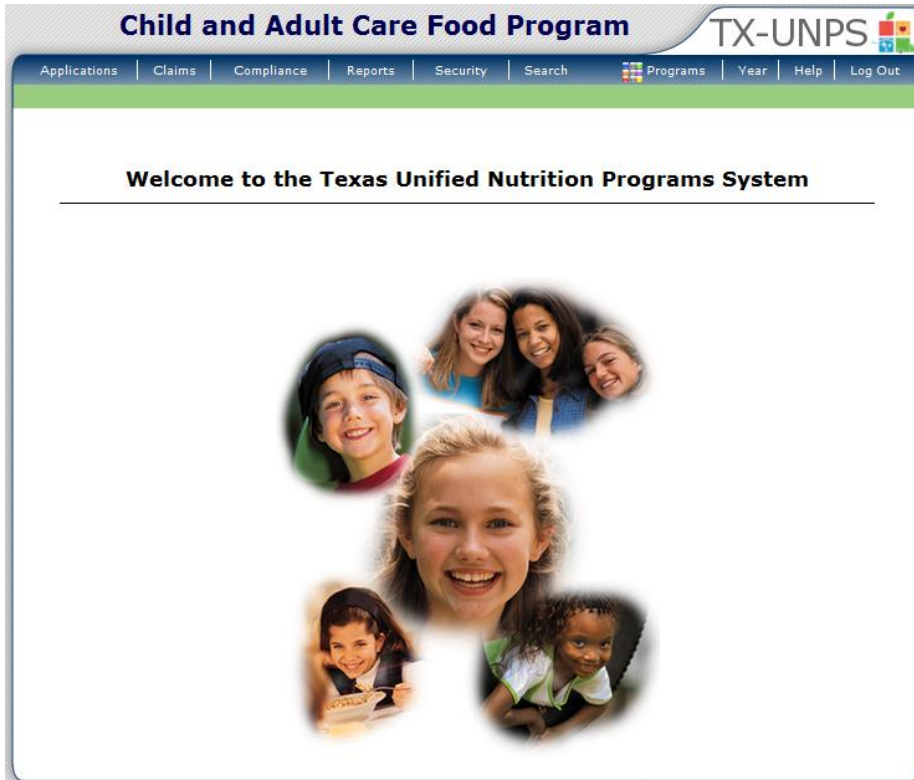 Child and Adult Care Food Program
TX-UNPS
Applications | Claims | Compliance | Reports | Security | Search Programs | Year | Help | Log Out
Welcome to the Texas Unified Nutrition Programs System